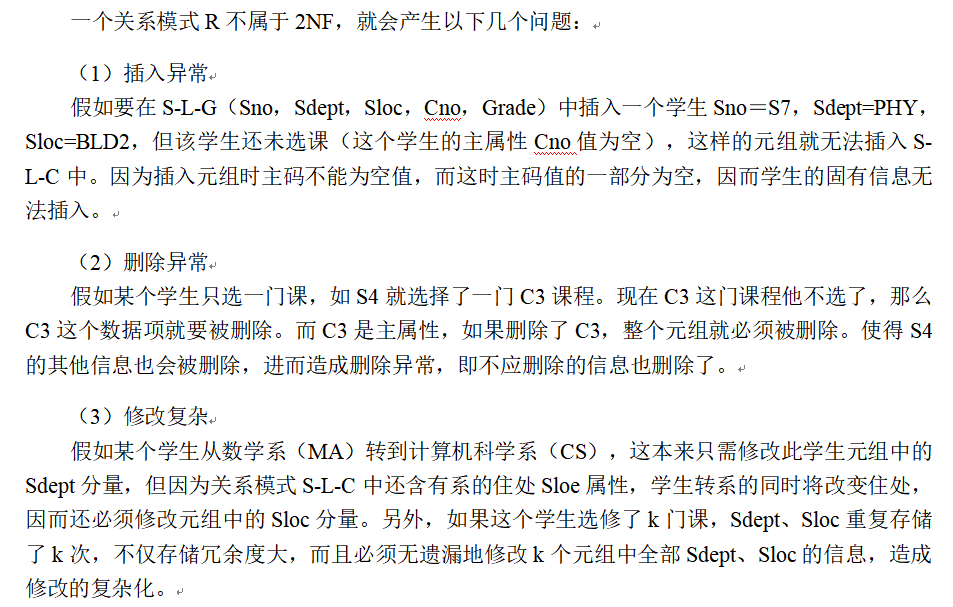 一个关系模式 R 不属于 2NF，就会产生以下几个问题：
（1）插入异常
假如要在 S-L-G（Sno，Sdept，Sloc，Cno，Grade）中插入一个学生 Sno＝S7，Sdept=PHY，
Sloc=BLD2，但该学生还未选课（这个学生的主属性 Cno 值为空），这样的元组就无法插入 S-
L-C 中。因为插入元组时主码不能为空值，而这时主码值的一部分为空，因而学生的固有信息无
法插入。
（2）删除异常
假如某个学生只选一门课，如 S4 就选择了一门 C3 课程。现在 C3 这门课程他不选了，那么
C3 这个数据项就要被删除。而 C3 是主属性，如果删除了 C3，整个元组就必须被删除。使得 S4
的其他信息也会被删除，进而造成删除异常，即不应删除的信息也删除了。
（3）修改复杂
假如某个学生从数学系（MA）转到计算机科学系（CS），这本来只需修改此学生元组中的
Sdept 分量，但因为关系模式 S-L-C 中还含有系的住处 Sloe 属性，学生转系的同时将改变住处，
因而还必须修改元组中的 Sloc 分量。另外，如果这个学生选修了 k 门课，Sdept、Sloc 重复存储
了 k 次，不仅存储冗余度大，而且必须无遗漏地修改 k 个元组中全部 Sdept、Sloc 的信息，造成
修改的复杂化。